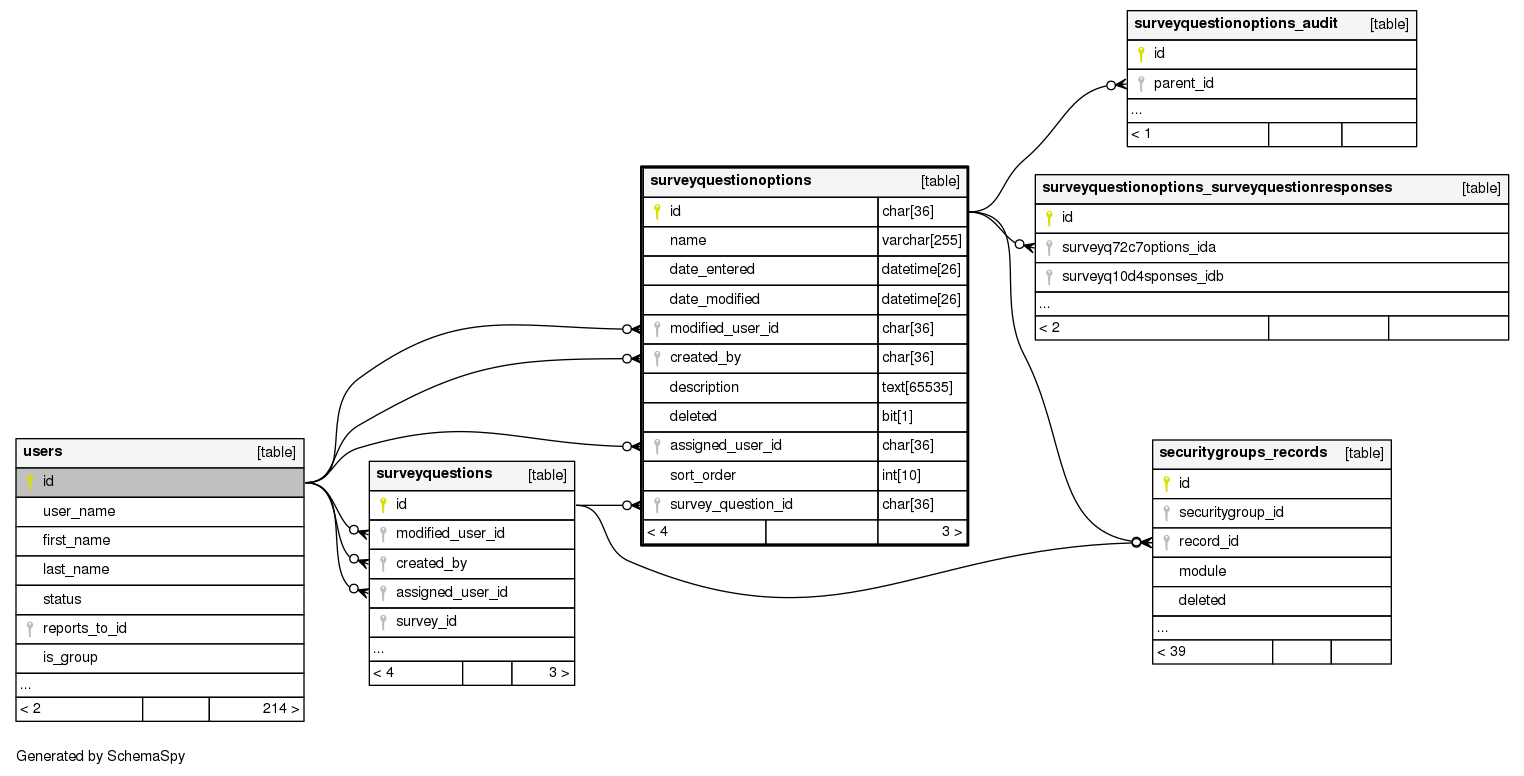 surveyquestionoptions_audit [table]
id
parent_id
...
< 1
surveyquestionoptions [table]
id char[36]
name varchar[255]
date_entered datetime[26]
date_modified datetime[26]
modified_user_id char[36]
created_by char[36]
description text[65535]
deleted bit[1]
assigned_user_id char[36]
sort_order int[10]
survey_question_id char[36]
< 4 3 >
surveyquestionoptions_surveyquestionresponses [table]
id
surveyq72c7options_ida
surveyq10d4sponses_idb
...
< 2
users [table]
id
user_name
first_name
last_name
status
reports_to_id
is_group
...
< 2 214 >
surveyquestions [table]
id
modified_user_id
created_by
assigned_user_id
survey_id
...
< 4 3 >
securitygroups_records [table]
id
securitygroup_id
record_id
module
deleted
...
< 39
Generated by SchemaSpy